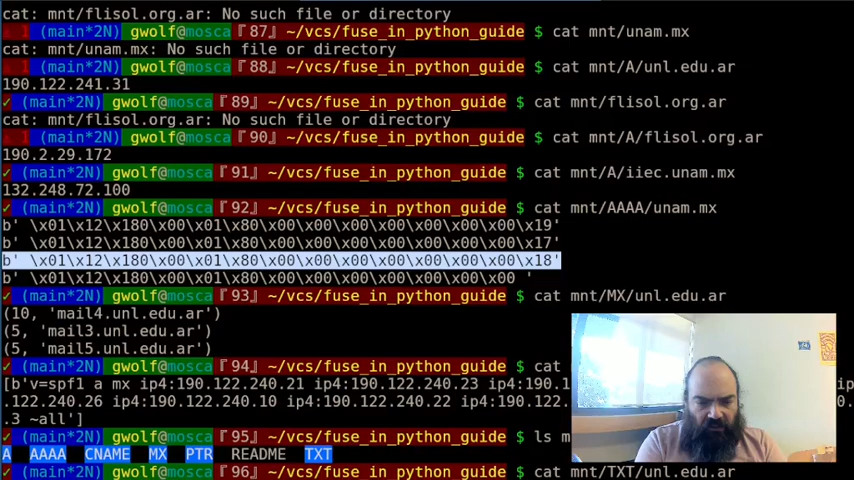 cat: mnt/flisol.org.ar: No such file or directory
1 (main*2N) gwolf@mosca『87』~/vcs/fuse_in_python_guide $ cat mnt/unam.mx
cat: mnt/unam.mx: No such file or directory
1 (main*2N) gwolf@mosca『88』~/vcs/fuse_in_python_guide $ cat mnt/A/unl.edu.ar
190.122.241.31
✓ (main*2N) gwolf@mosca『89』~/vcs/fuse_in_python_guide $ cat mnt/flisol.org.ar
cat: mnt/flisol.org.ar: No such file or directory
1 (main*2N) gwolf@mosca『90』~/vcs/fuse_in_python_guide $ cat mnt/A/flisol.org.ar
190.2.29.172
✓ (main*2N) gwolf@mosca『91』~/vcs/fuse_in_python_guide $ cat mnt/A/iiec.unam.mx
132.248.72.100
✓ (main*2N) gwolf@mosca『92』~/vcs/fuse_in_python_guide $ cat mnt/AAAA/unam.mx
b' \x01\x12\x180\x00\x01\x80\x00\x00\x00\x00\x00\x00\x00\x19'
b' \x01\x12\x180\x00\x01\x80\x00\x00\x00\x00\x00\x00\x00\x17'
b' \x01\x12\x180\x00\x01\x80\x00\x00\x00\x00\x00\x00\x00\x18'
b' \x01\x12\x180\x00\x01\x80\x00\x00\x00\x00\x00\x00\x00 '
✓ (main*2N) gwolf@mosca『93』~/vcs/fuse_in_python_guide $ cat mnt/MX/unl.edu.ar
(10, 'mail4.unl.edu.ar')
(5, 'mail3.unl.edu.ar')
(5, 'mail5.unl.edu.ar')
✓ (main*2N) gwolf@mosca『94』~/vcs/fuse_in_python_guide $ cat
[b'v=spf1 a mx ip4:190.122.240.21 ip4:190.122.240.23 ip4:190.1
.122.240.26 ip4:190.122.240.10 ip4:190.122.240.22 ip4:190.122.
.3 ~all']
✓ (main*2N) gwolf@mosca『95』~/vcs/fuse_in_python_guide $ ls m
A AAAA CNAME MX PTR README TXT
✓ (main*2N) gwolf@mosca『96』~/vcs/fuse_in_python_guide $ cat mnt/TXT/unl.edu.ar